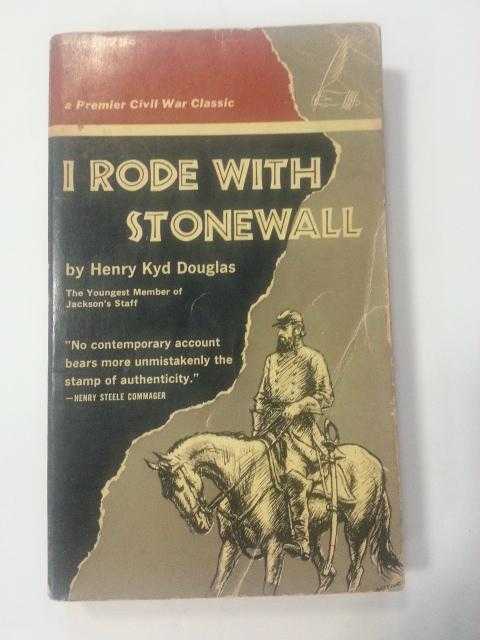 a Premier Civil War Classic
I RODE WITH
STONEWALL
by Henry Kyd Douglas
The Youngest Member of
Jackson's Staff
"No contemporary account
bears more unmistakenly the
stamp of authenticity."
—HENRY STEELE COMMAGER